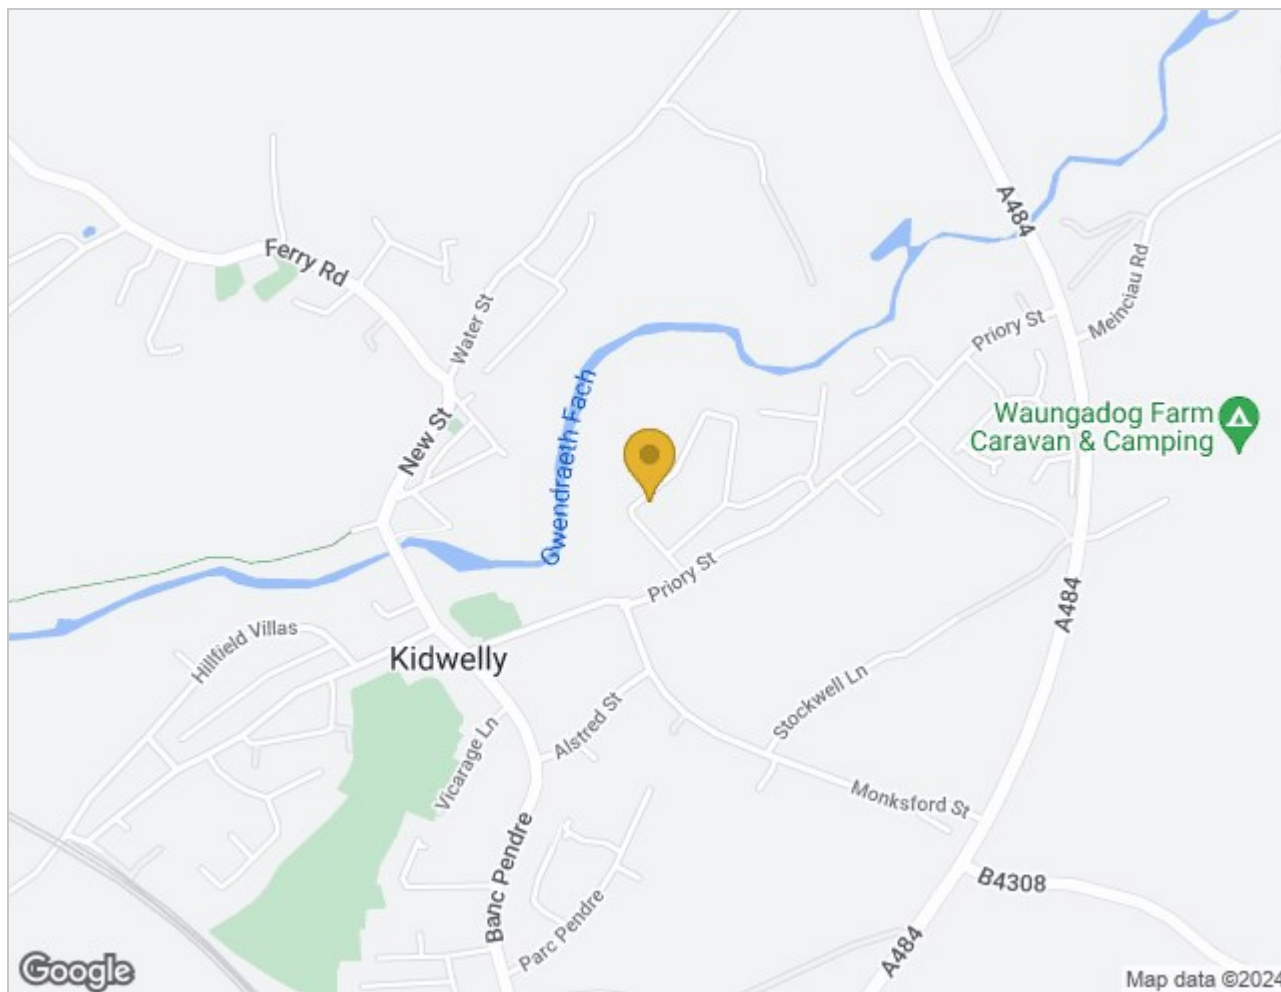 A484
Ferry Rd
Meinciau Rd
Water St
Priory St
Gwendraeth Fach
New St
Waungadog Farm
Caravan & Camping
Priory St
A484
Hillfield Villas
Kidwelly
Stockwell Ln
Alstred St
Vicarage Ln
Monksford St
Banc Pendre
B4308
Parc Pendre
A484
Google
Map data ©2024